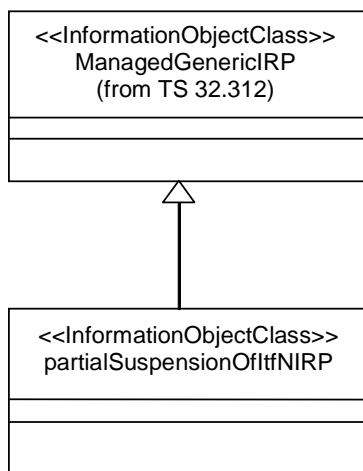 <<InformationObjectClass>>
ManagedGenericIRP
(from TS 32.312)
<<InformationObjectClass>>
partialSuspensionOfItfNIRP